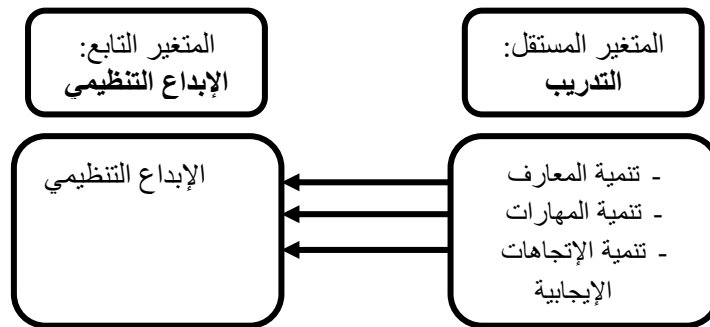 المتغير المستقل:
التدريب
المتغير التابع:
الإبداع التنظيمي
- تنمية المعارف
- تنمية المهارات
- تنمية الإتجاهات
الإيجابية
الإبداع التنظيمي